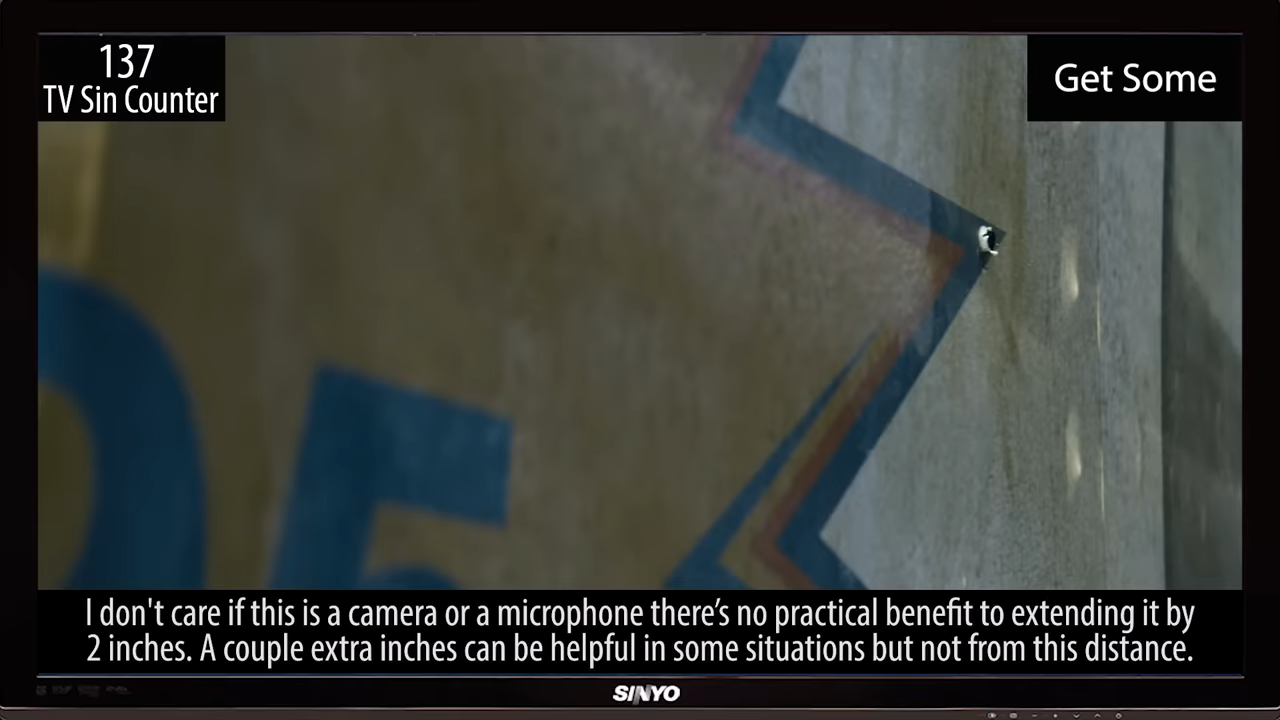 137
TV Sin Counter
Get Some
I don't care if this is a camera or a microphone there’s no practical benefit to extending it by
2 inches. A couple extra inches can be helpful in some situations but not from this distance.
SINYO